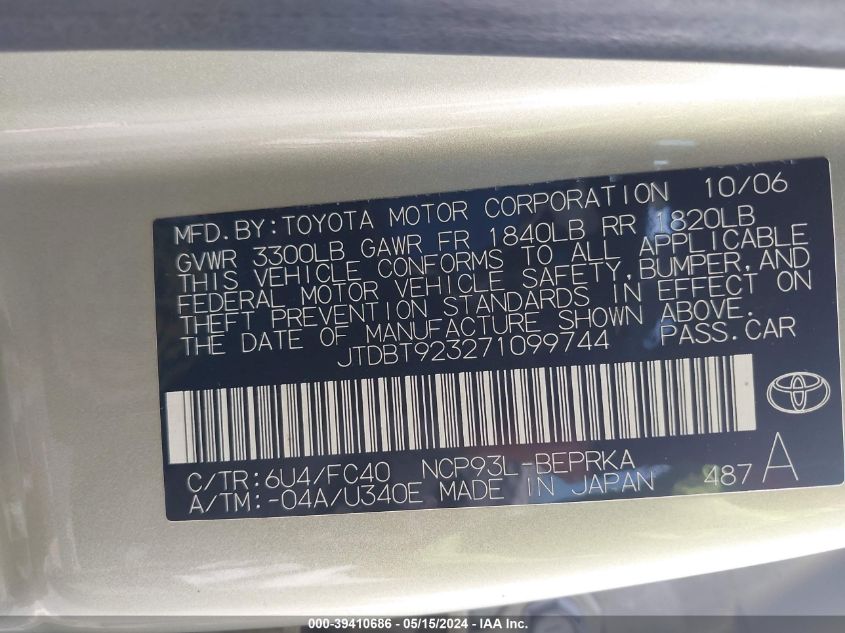 MFD.BY:TOYOTA MOTOR CORPORATION 10/06
GVWR 3300LB GAWR FR 1840LB RR 1820LB
THIS VEHICLE CONFORMS TO ALL APPLICABLE
FEDERAL MOTOR VEHICLE SAFETY,BUMPER,AND
THEFT PREVENTION STANDARDS IN EFFECT ON
THE DATE OF MANUFACTURE SHOWN ABOVE.
JTDBT923271099744 PASS.CAR
C/TR:6U4/FC40 NCP93L-BEPRKA
A/TM:-04A/U340E MADE IN JAPAN 487 A
000-39410686 - 05/15/2024 - IAA Inc.